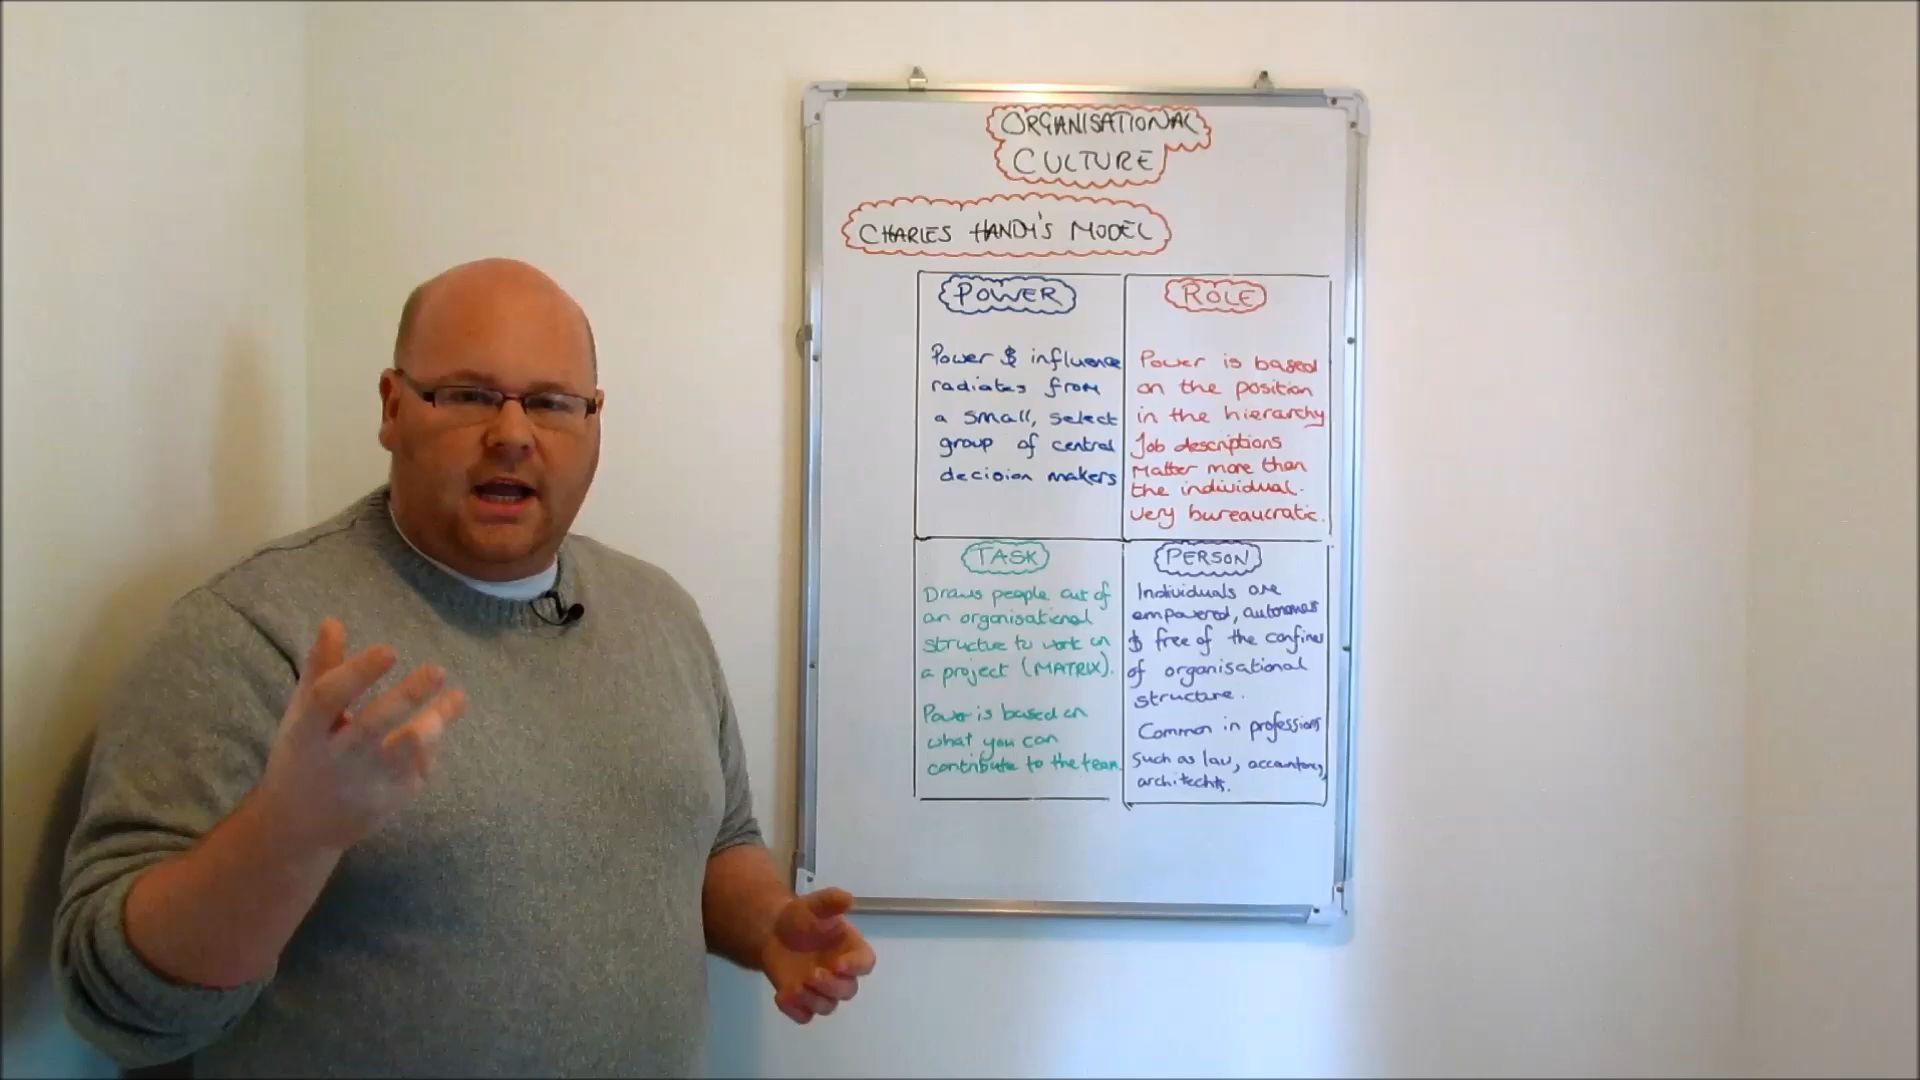 ORGANISATIONAL
CULTURE
CHARLES HANDY'S MODEL
POWER
Power & influence
radiates from
a small, select
group of central
decision makers
ROLE
Power is based
on the position
in the hierarchy
Job descriptions
matter more than
the individual.
very bureaucratic.
TASK
Draws people out of
an organisational
structure to work on
a project (MATRIX).
Power is based on
what you can
contribute to the team.
PERSON
Individuals are
empowered, autonomous
& free of the confines
of organisational
structure.
Common in professions
such as law, accountancy,
architechts.